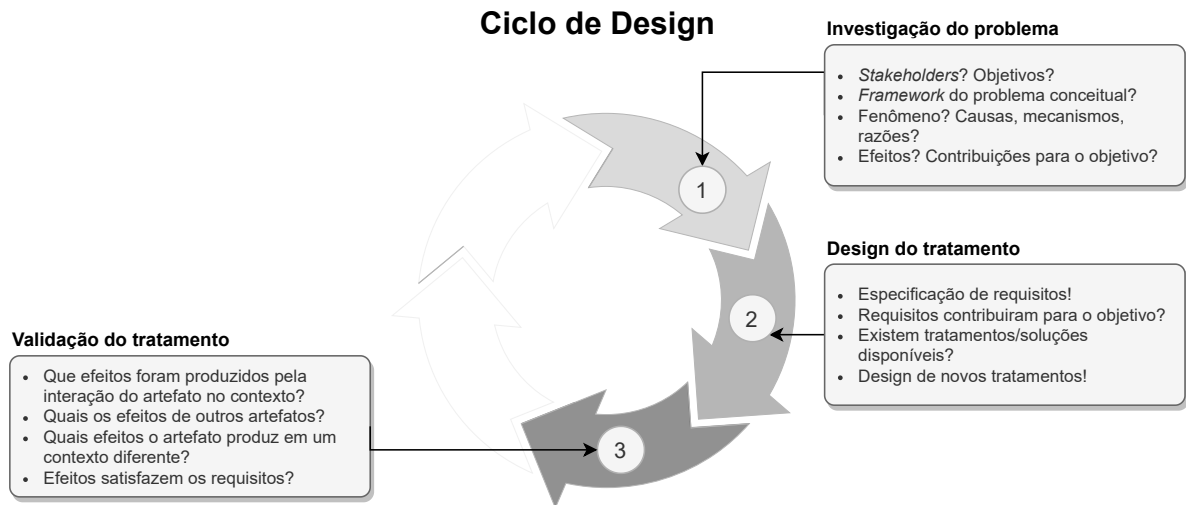 Ciclo de Design
Investigação do problema
• Stakeholders? Objetivos?
• Framework do problema conceitual?
• Fenômeno? Causas, mecanismos,
razões?
• Efeitos? Contribuições para o objetivo?
1
Design do tratamento
• Especificação de requisitos!
• Requisitos contribuiram para o objetivo?
• Existem tratamentos/soluções
disponíveis?
• Design de novos tratamentos!
2
Validação do tratamento
• Que efeitos foram produzidos pela
interação do artefato no contexto?
• Quais os efeitos de outros artefatos?
• Quais efeitos o artefato produz em um
contexto diferente?
• Efeitos satisfazem os requisitos?
3